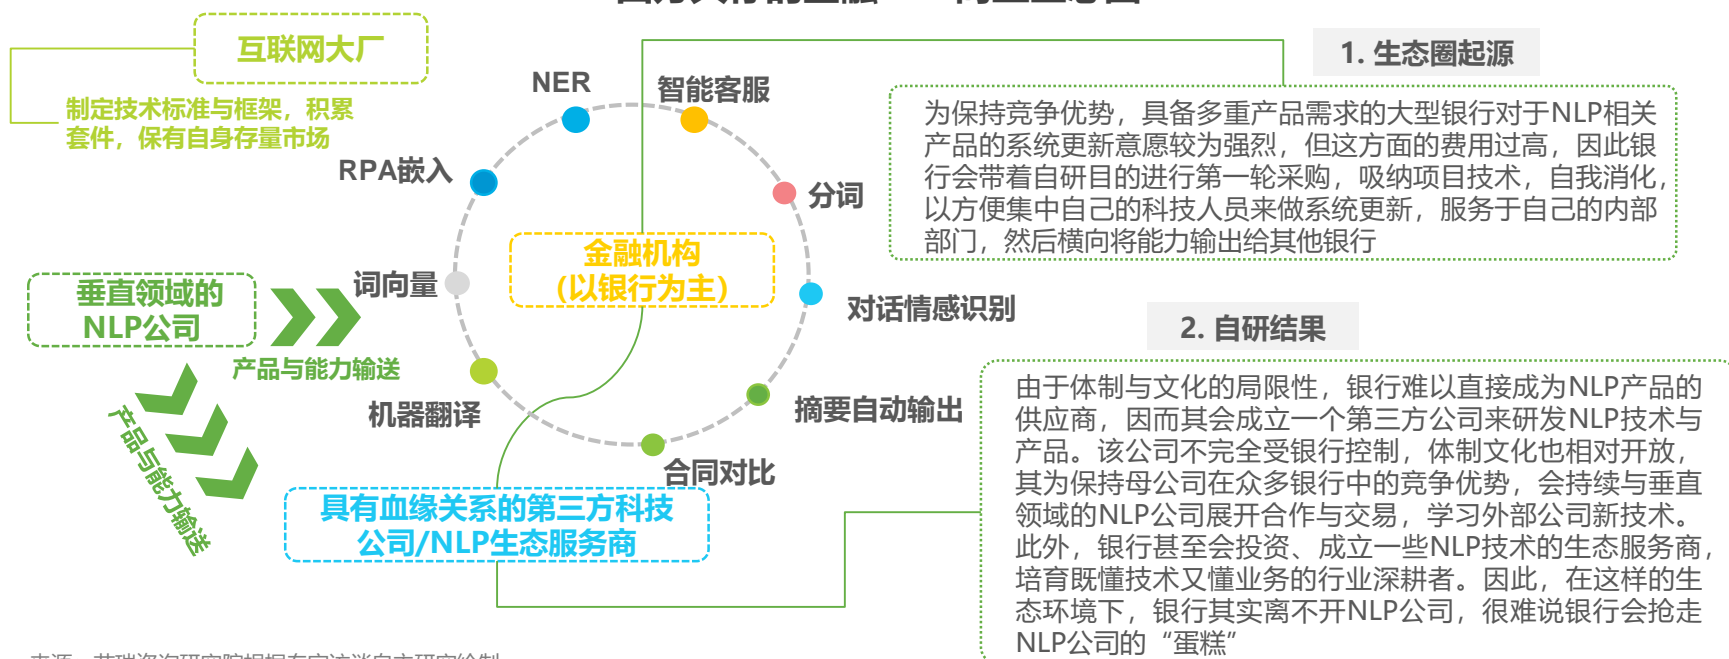 互联网大厂
制定技术标准与框架，积累
套件，保有自身存量市场
NER
智能客服
RPA嵌入
分词
金融机构
(以银行为主)
词向量
对话情感识别
垂直领域的
NLP公司
产品与能力输送
产品与能力输送
机器翻译
摘要自动输出
合同对比
具有血缘关系的第三方科技
公司/NLP生态服务商
1. 生态圈起源
为保持竞争优势，具备多重产品需求的大型银行对于NLP相关
产品的系统更新意愿较为强烈，但这方面的费用过高，因此银
行会带着自研目的进行第一轮采购，吸纳项目技术，自我消化，
以方便集中自己的科技人员来做系统更新，服务于自己的内部
部门，然后横向将能力输出给其他银行
2. 自研结果
由于体制与文化的局限性，银行难以直接成为NLP产品的
供应商，因而其会成立一个第三方公司来研发NLP技术与
产品。该公司不完全受银行控制，体制文化也相对开放，
其为保持母公司在众多银行中的竞争优势，会持续与垂直
领域的NLP公司展开合作与交易，学习外部公司新技术。
此外，银行甚至会投资、成立一些NLP技术的生态服务商，
培育既懂技术又懂业务的行业深耕者。因此，在这样的生
态环境下，银行其实离不开NLP公司，很难说银行会抢走
NLP公司的“蛋糕”